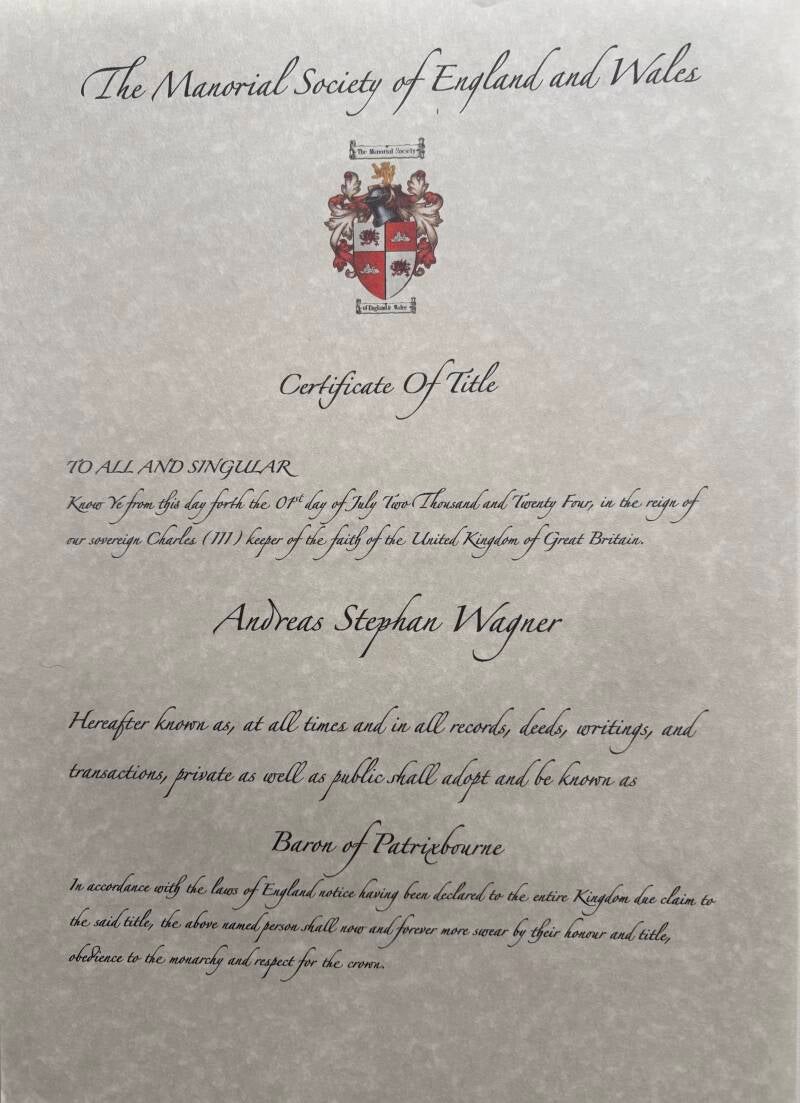 The Manorial Society of England and Wales
The Manorial Society
of England & Wales
Certificate Of Title
TO ALL AND SINGULAR
Know Ye from this day forth the 01st day of July Two Thousand and Twenty Four, in the reign of
our sovereign Charles (III) keeper of the faith of the United Kingdom of Great Britain.
Andreas Stephan Wagner
Hereafter known as, at all times and in all records, deeds, writings, and
transactions, private as well as public shall adopt and be known as
Baron of Patrixbourne
In accordance with the laws of England notice having been declared to the entire Kingdom due claim to
the said title, the above named person shall now and forever more swear by their honour and title,
obedience to the monarchy and respect for the crown.